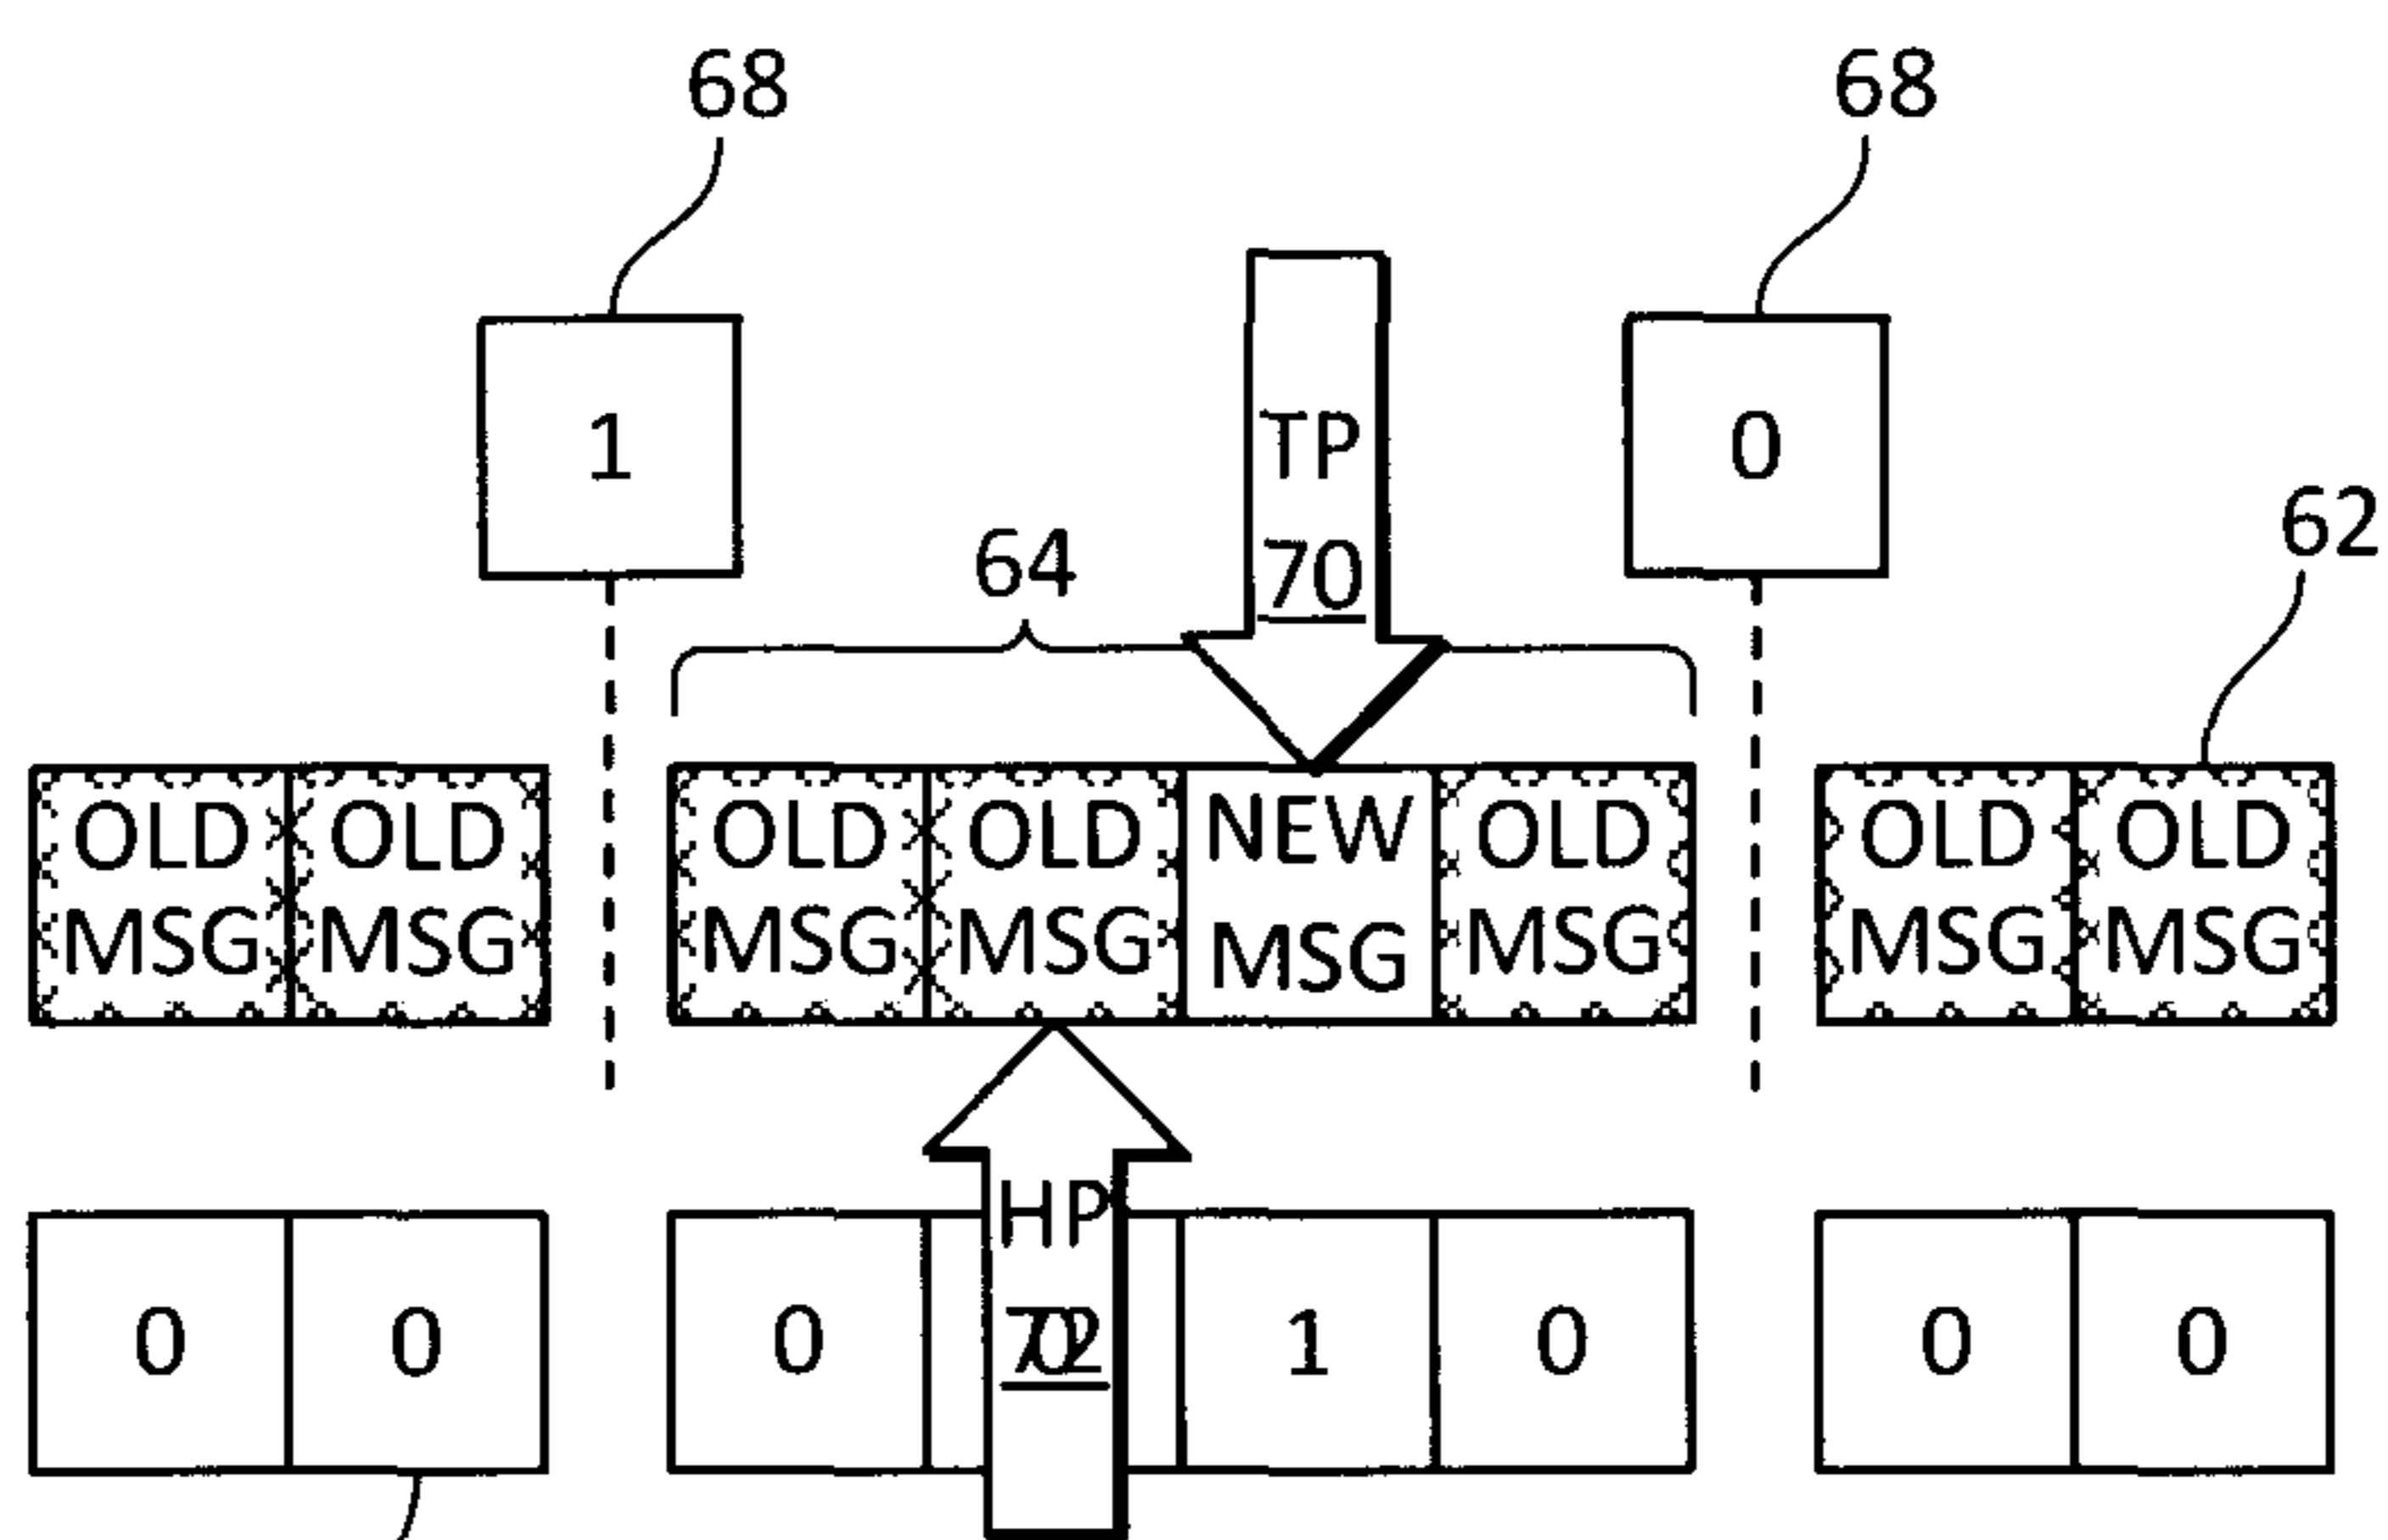 68 68
1 TP 0
64 70 62
OLD OLD OLD OLD NEW OLD OLD OLD
MSG MSG MSG MSG MSG MSG MSG MSG
HP
0 0 0 72 1 0 0 0